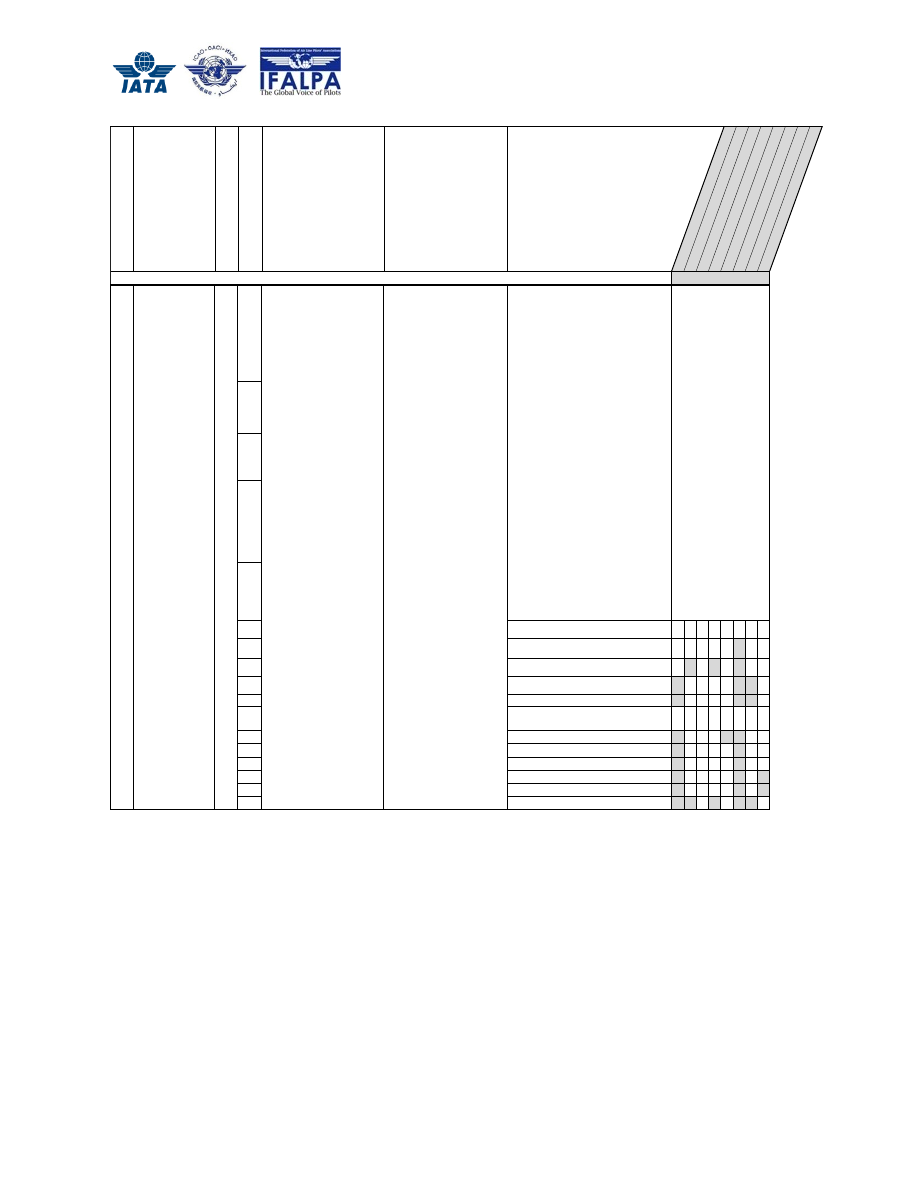 IATA
ICAO · OACI · ИКАО
International Federation of Air Line Pilots' Associations
IFALPA
The Global Voice of Pilots